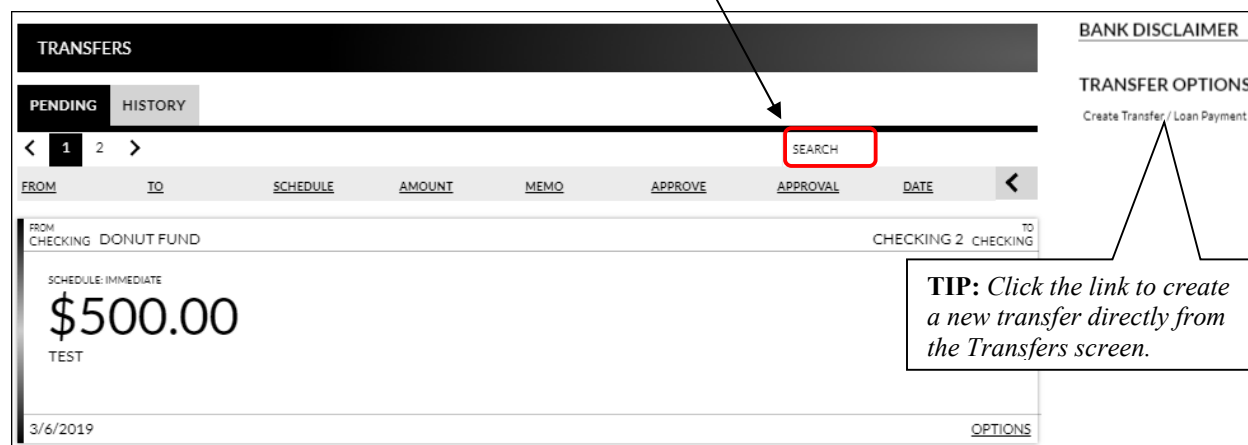 TRANSFERS
BANK DISCLAIMER
TRANSFER OPTIONS
Create Transfer / Loan Payment
PENDING HISTORY
1 2
SEARCH
FROM TO SCHEDULE AMOUNT MEMO APPROVE APPROVAL DATE
FROM
CHECKING DONUT FUND
TO
CHECKING 2 CHECKING
SCHEDULE: IMMEDIATE
$500.00
TEST
TIP: Click the link to create
a new transfer directly from
the Transfers screen.
3/6/2019 OPTIONS